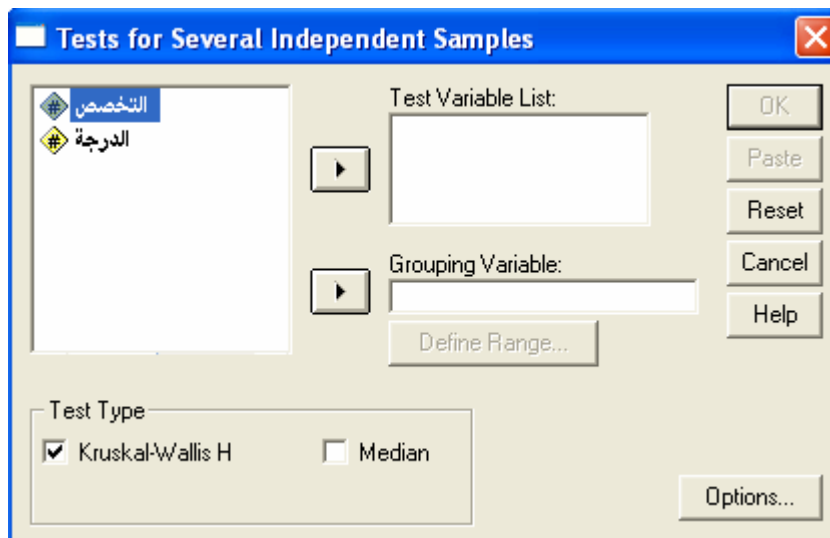 Tests for Several Independent Samples
التخصص
الدرجة
Test Variable List:
Grouping Variable:
Define Range...
OK
Paste
Reset
Cancel
Help
Test Type
Kruskal-Wallis H
Median
Options...